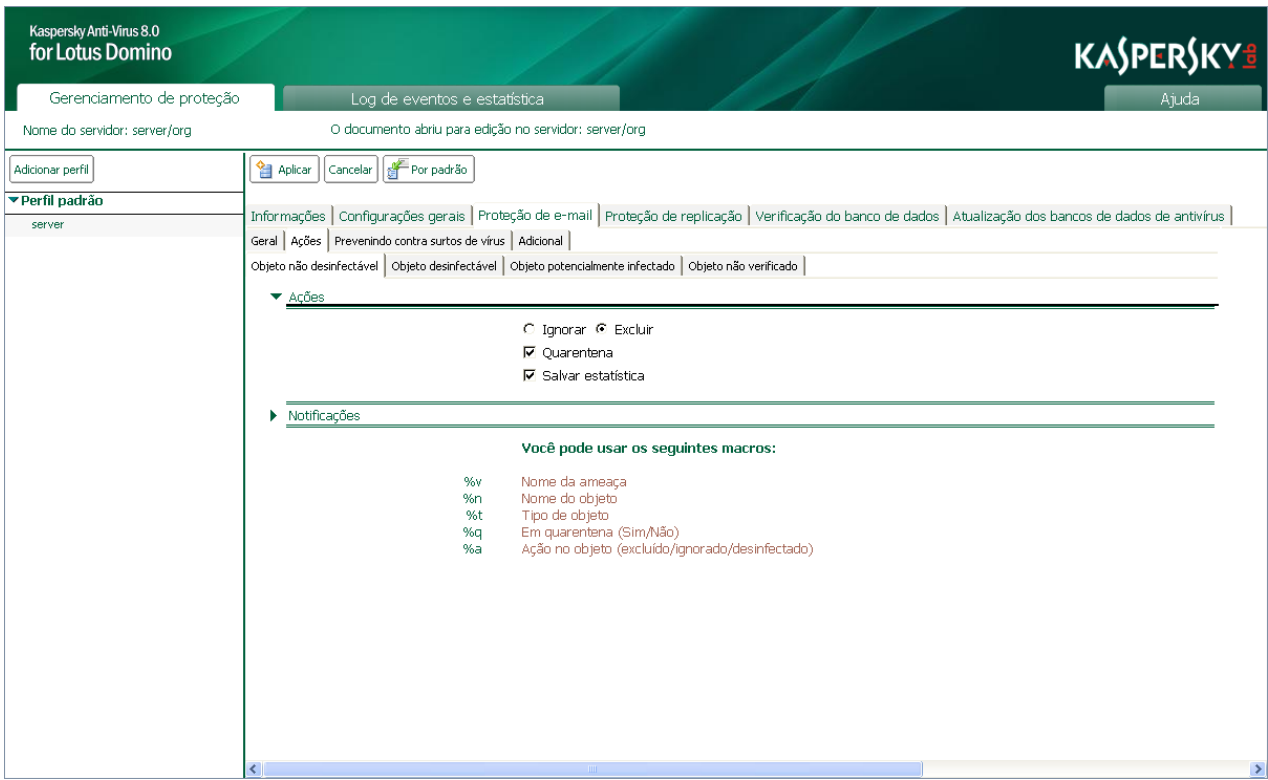 Kaspersky Anti-Virus 8.0
for Lotus Domino
KASPERSKY lab
Gerenciamento de proteção Log de eventos e estatística Ajuda
Nome do servidor: server/org O documento abriu para edição no servidor: server/org
Adicionar perfil Aplicar Cancelar Por padrão
Perfil padrão
server
Informações Configurações gerais Proteção de e-mail Proteção de replicação Verificação do banco de dados Atualização dos bancos de dados de antivírus
Geral Ações Prevenindo contra surtos de vírus Adicional
Objeto não desinfectável Objeto desinfectável Objeto potencialmente infectado Objeto não verificado
Ações
Ignorar Excluir
Quarentena
Salvar estatística
Notificações
Você pode usar os seguintes macros:
%v Nome da ameaça
%n Nome do objeto
%t Tipo de objeto
%q Em quarentena (Sim/Não)
%a Ação no objeto (excluído/ignorado/desinfectado)